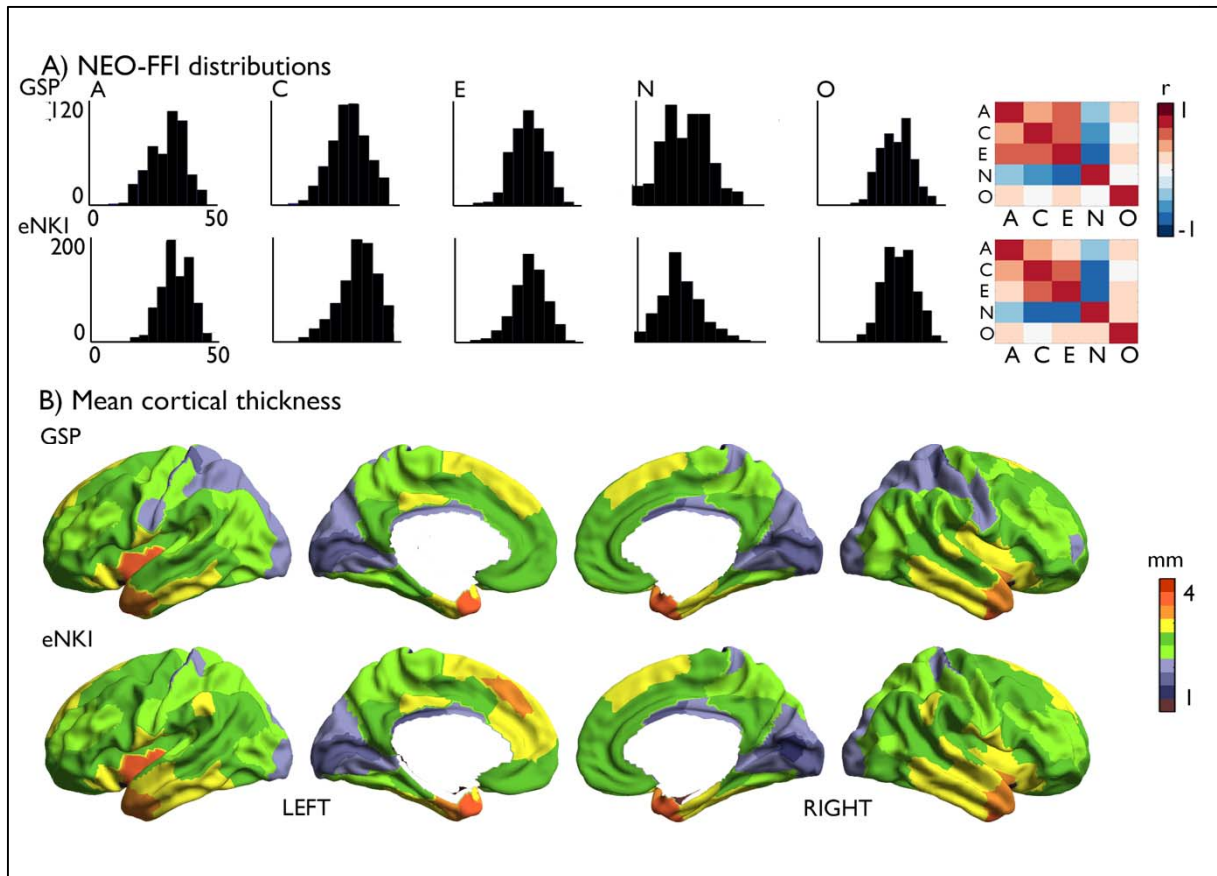 A) NEO-FFI distributions
GSP A C E N O r
120
0
0 50
A
C
E
N
O
A C E N O
1
-1
eNKI
200
0
0 50
A
C
E
N
O
A C E N O
B) Mean cortical thickness
GSP
mm
4
1
eNKI
LEFT RIGHT